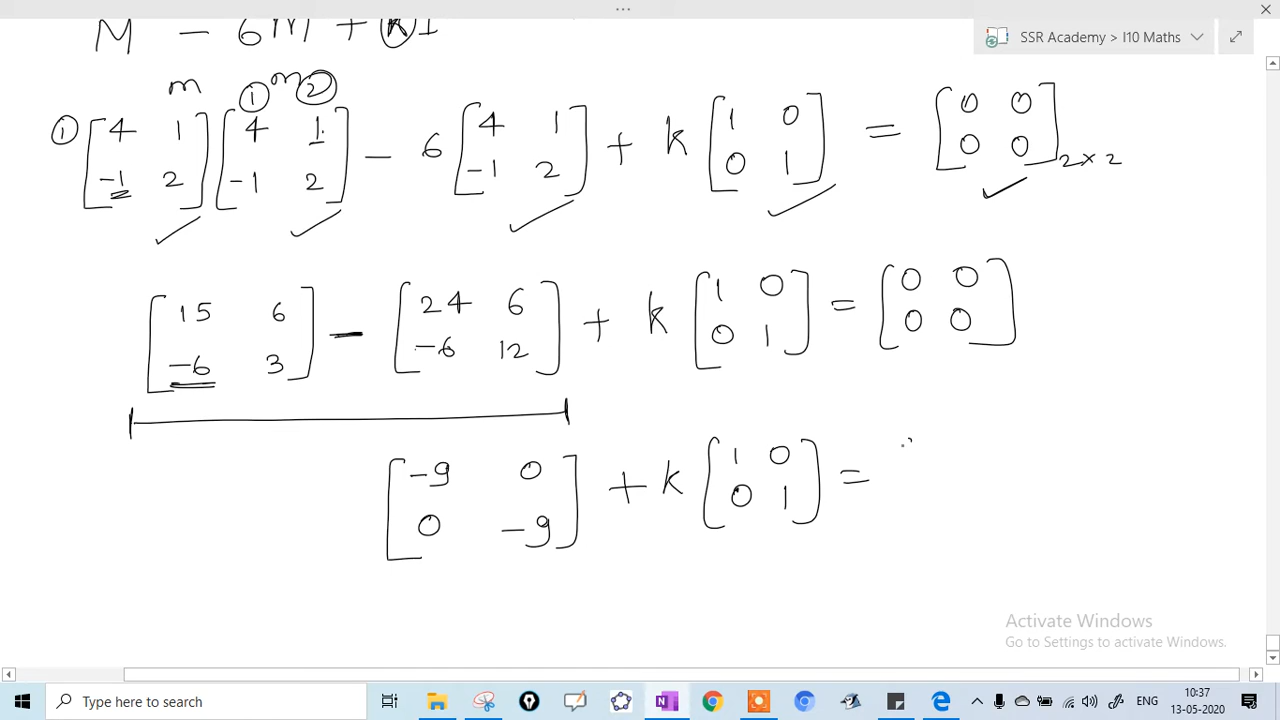 SSR Academy > I10 Maths
M - 6M + kI
m ① m ②
① [4 1 -1 2] [4 1 -1 2] - 6 [4 1 -1 2] + k [1 0 0 1] = [0 0 0 0] 2×2
[15 6 -6 3] - [24 6 -6 12] + k [1 0 0 1] = [0 0 0 0]
[-9 0 0 -9] + k [1 0 0 1] =
Activate Windows
Go to Settings to activate Windows.
Type here to search
10:37
13-05-2020